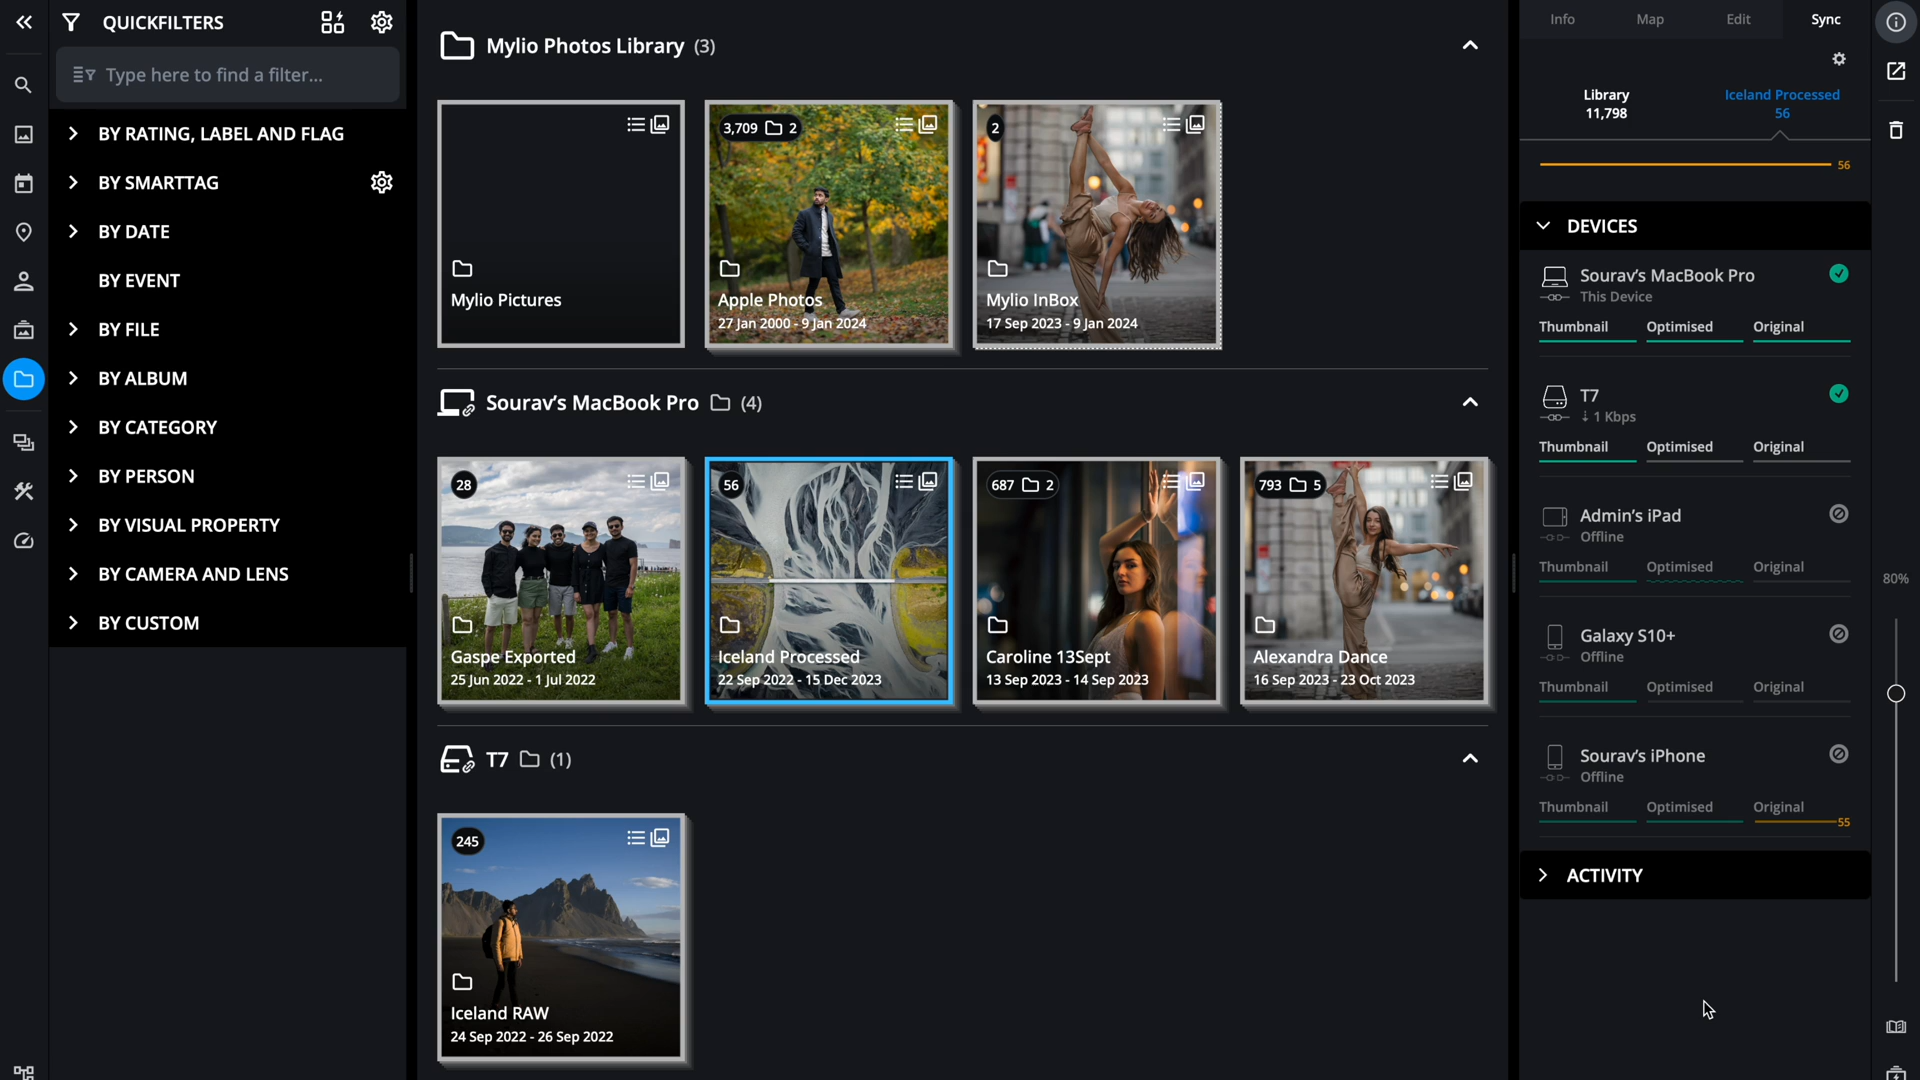 QUICKFILTERS
Type here to find a filter...
BY RATING, LABEL AND FLAG
BY SMARTTAG
BY DATE
BY EVENT
BY FILE
BY ALBUM
BY CATEGORY
BY PERSON
BY VISUAL PROPERTY
BY CAMERA AND LENS
BY CUSTOM
Mylio Photos Library (3)
Mylio Pictures
3,709 2
Apple Photos
27 Jan 2000 - 9 Jan 2024
2
Mylio InBox
17 Sep 2023 - 9 Jan 2024
Sourav's MacBook Pro (4)
28
Gaspe Exported
25 Jun 2022 - 1 Jul 2022
56
Iceland Processed
22 Sep 2022 - 15 Dec 2023
687 2
Caroline 13Sept
13 Sep 2023 - 14 Sep 2023
793 5
Alexandra Dance
16 Sep 2023 - 23 Oct 2023
T7 (1)
245
Iceland RAW
24 Sep 2022 - 26 Sep 2022
Info Map Edit Sync
Library Iceland Processed
11,798 56
56
DEVICES
Sourav's MacBook Pro
This Device
Thumbnail Optimised Original
T7
1 Kbps
Thumbnail Optimised Original
Admin's iPad
Offline
Thumbnail Optimised Original
Galaxy S10+
Offline
Thumbnail Optimised Original
Sourav's iPhone
Offline
Thumbnail Optimised Original
55
ACTIVITY
80%